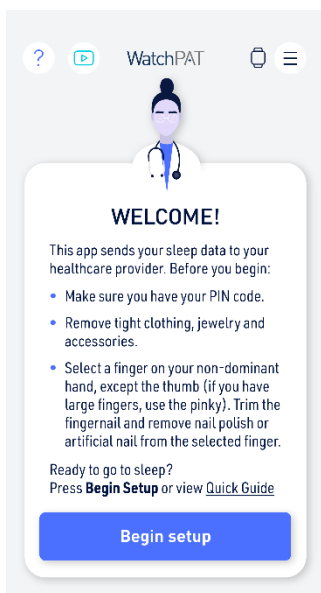 ?
WatchPAT
WELCOME!
This app sends your sleep data to your
healthcare provider. Before you begin:
• Make sure you have your PIN code.
• Remove tight clothing, jewelry and
accessories.
• Select a finger on your non-dominant
hand, except the thumb (if you have
large fingers, use the pinky). Trim the
fingernail and remove nail polish or
artificial nail from the selected finger.
Ready to go to sleep?
Press Begin Setup or view Quick Guide
Begin setup